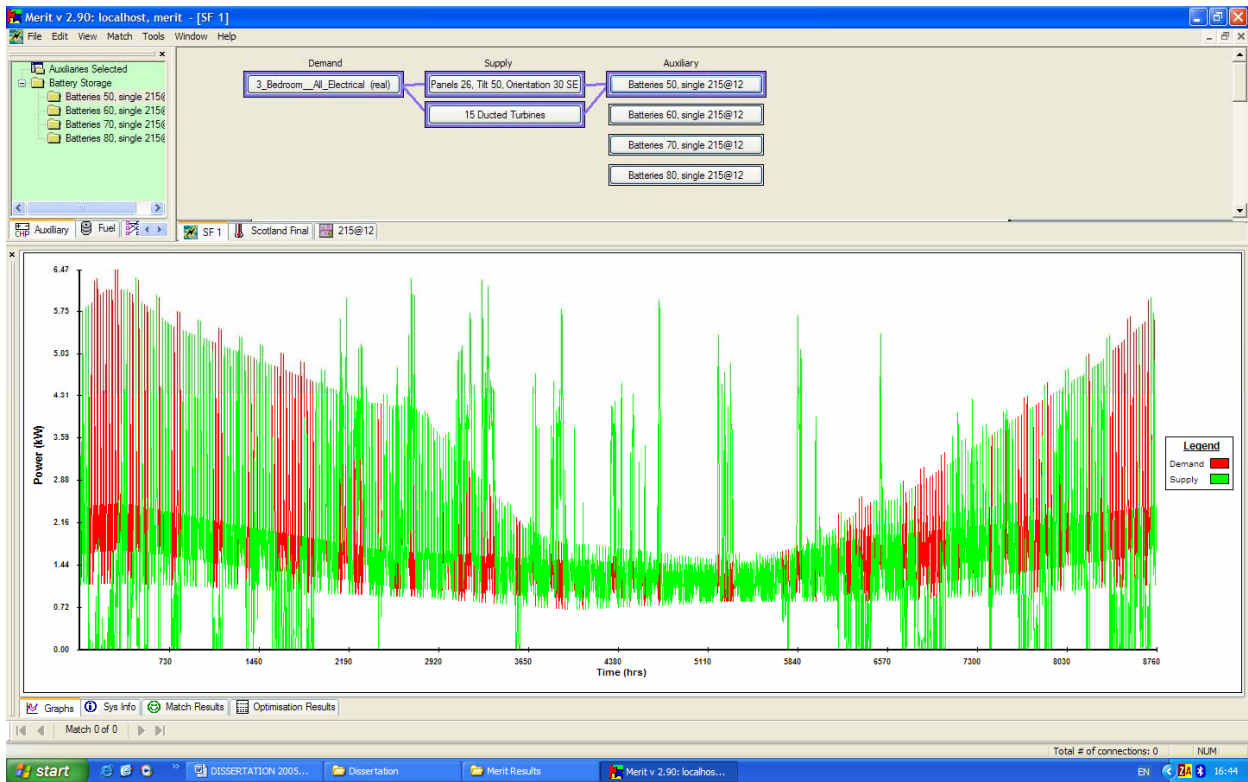 Merit v 2.90: localhost, merit - [SF 1]
File Edit View Match Tools Window Help
Auxiliaries Selected
Battery Storage
Batteries 50, single 215@
Batteries 60, single 215@
Batteries 70, single 215@
Batteries 80, single 215@
Auxiliary Fuel
Demand Supply Auxiliary
3_Bedroom__All_Electrical (real) Panels 26, Tilt 50, Orientation 30 SE Batteries 50, single 215@12
15 Ducted Turbines Batteries 60, single 215@12
Batteries 70, single 215@12
Batteries 80, single 215@12
SF 1 Scotland Final 215@12
Power (kW)
6.47
5.75
5.03
4.31
3.59
2.88
2.16
1.44
0.72
0.00
730 1460 2190 2920 3650 4380 5110 5840 6570 7300 8030 8760
Time (hrs)
Legend
Demand
Supply
Graphs Sys Info Match Results Optimisation Results
Match 0 of 0
Total # of connections: 0 NUM
start DISSERTATION 2005... Dissertation Merit Results Merit v 2.90: localhos... EN 16:44